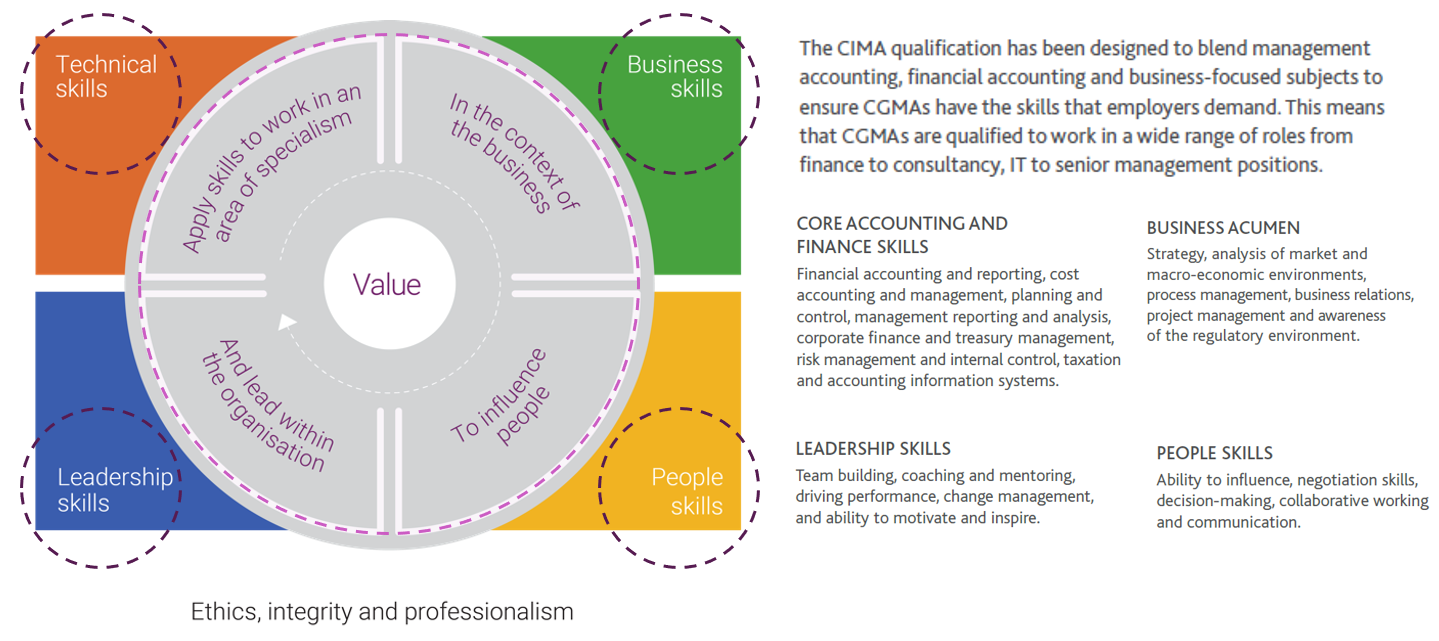 Technical
skills
Business
skills
Apply skills to work in an
area of specialism
In the context of
the business
Value
And lead within
the organisation
To influence
people
Leadership
skills
People
skills
Ethics, integrity and professionalism
The CIMA qualification has been designed to blend management
accounting, financial accounting and business-focused subjects to
ensure CGMAs have the skills that employers demand. This means
that CGMAs are qualified to work in a wide range of roles from
finance to consultancy, IT to senior management positions.
CORE ACCOUNTING AND
FINANCE SKILLS
Financial accounting and reporting, cost
accounting and management, planning and
control, management reporting and analysis,
corporate finance and treasury management,
risk management and internal control, taxation
and accounting information systems.
BUSINESS ACUMEN
Strategy, analysis of market and
macro-economic environments,
process management, business relations,
project management and awareness
of the regulatory environment.
LEADERSHIP SKILLS
Team building, coaching and mentoring,
driving performance, change management,
and ability to motivate and inspire.
PEOPLE SKILLS
Ability to influence, negotiation skills,
decision-making, collaborative working
and communication.